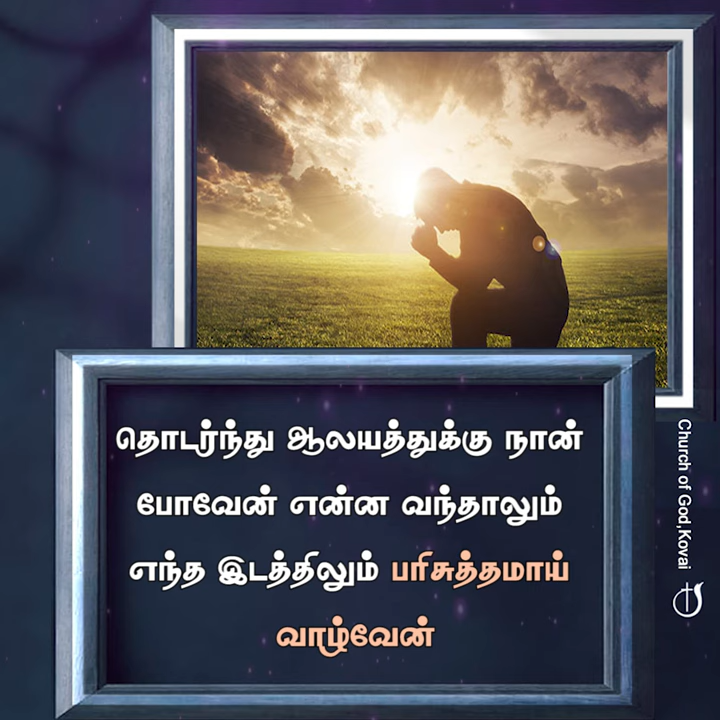 தொடர்ந்து ஆலயத்துக்கு நான்
போவேன் என்ன வந்தாலும்
எந்த இடத்திலும் பரிசுத்தமாய்
வாழ்வேன்
Church of God,Kovai